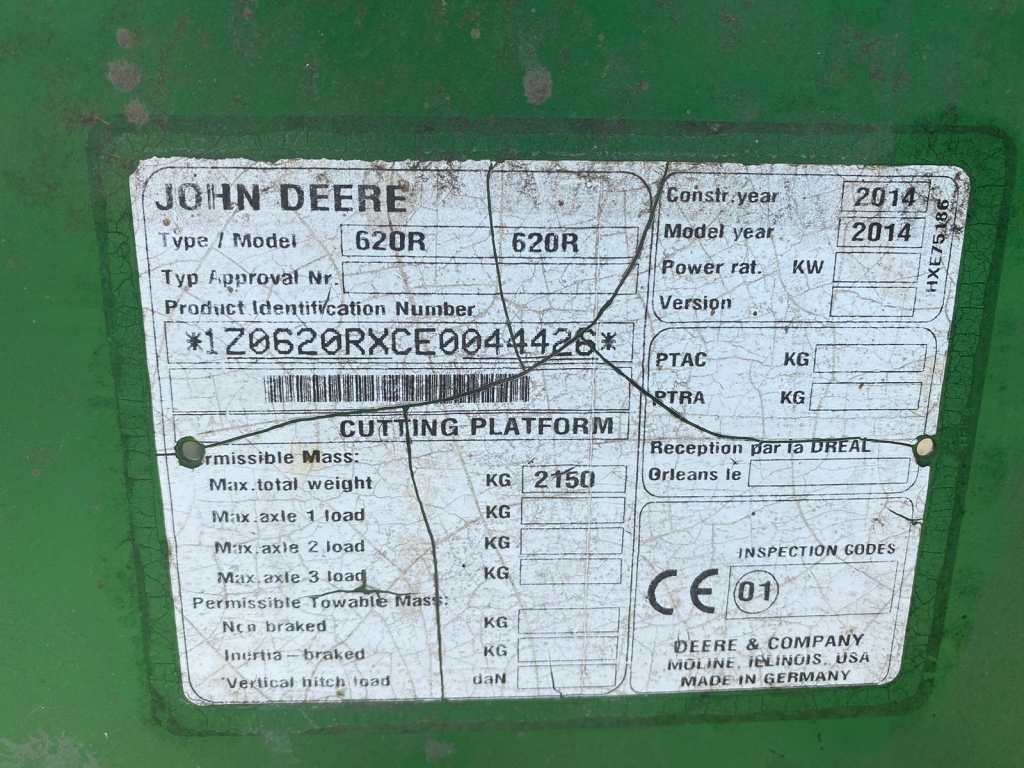 JOHN DEERE
Type / Model 620R 620R
Typ Approval Nr.
Product Identification Number
*1Z0620RXCE0044426*
CUTTING PLATFORM
rmissible Mass:
Max.total weight KG 2150
Max.axle 1 load KG
Max.axle 2 load KG
Max.axle 3 load KG
Permissible Towable Mass:
Non braked KG
Inertia-braked KG
Vertical hitch load daN
Constr.year 2014
Model year 2014
Power rat. KW
Version
HXE75186
PTAC KG
PTRA KG
Reception par la DREAL
Orleans le
INSPECTION CODES
CE 01
DEERE & COMPANY
MOLINE, ILLINOIS, USA
MADE IN GERMANY